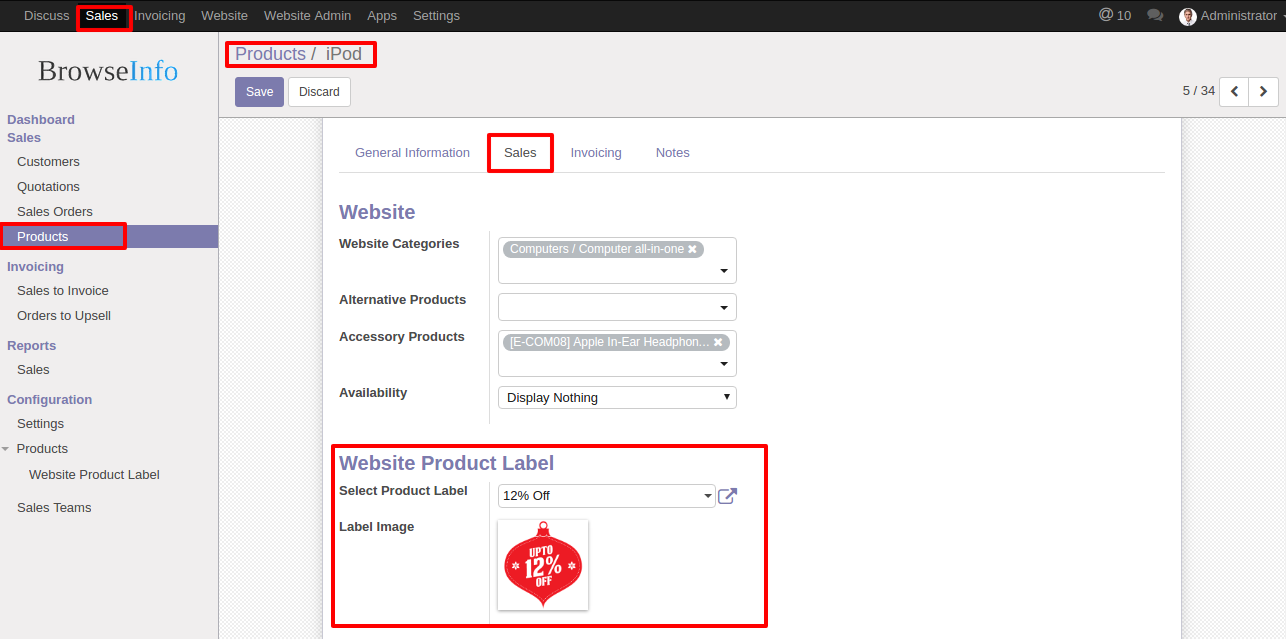 Discuss Sales Invoicing Website Website Admin Apps Settings @ 10 Administrator
BrowseInfo
Products / iPod
Save Discard
5 / 34
Dashboard
Sales
Customers
Quotations
Sales Orders
Products
Invoicing
Sales to Invoice
Orders to Upsell
Reports
Sales
Configuration
Settings
Products
Website Product Label
Sales Teams
General Information Sales Invoicing Notes
Website
Website Categories Computers / Computer all-in-one ✖
Alternative Products
Accessory Products [E-COM08] Apple In-Ear Headphon... ✖
Availability Display Nothing
Website Product Label
Select Product Label 12% Off
Label Image
UPTO
12%
OFF